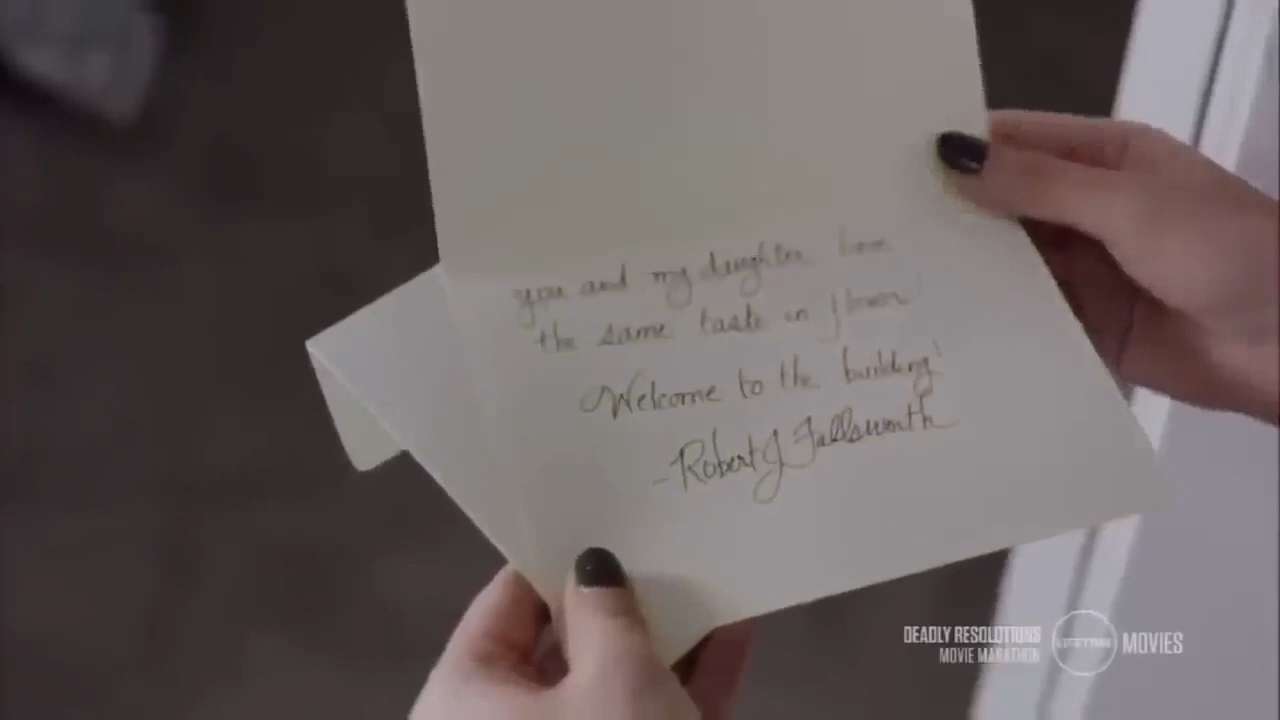 you and my daughter have
the same taste in flowers!
Welcome to the building!
-Robert J Fallsworth
DEADLY RESOLUTIONS
MOVIE MARATHON
LIFETIME MOVIES